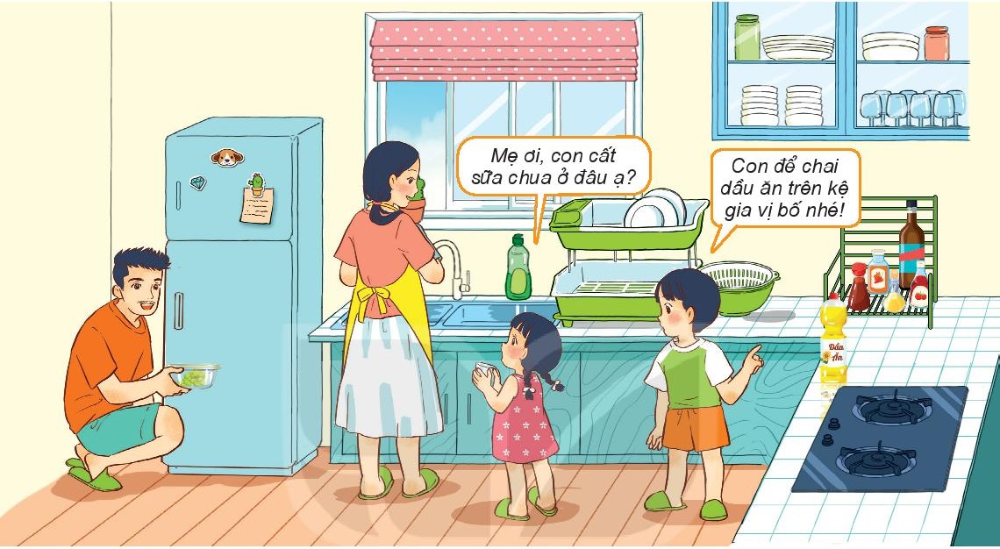 Mẹ ơi, con cất
sữa chua ở đâu ạ?
Con để chai
dầu ăn trên kệ
gia vị bố nhé!
Dầu
Ăn